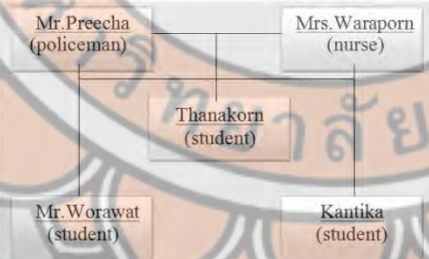 Mr.Preecha
(policeman)
Mrs.Waraporn
(nurse)
Thanakorn
(student)
Mr.Worawat
(student)
Kantika
(student)